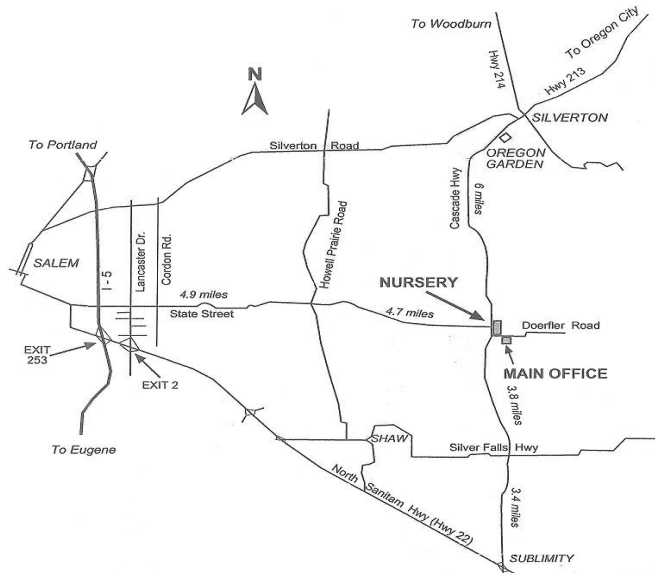 To Woodburn
To Oregon City
Hwy 214
Hwy 213
N
SILVERTON
To Portland
Silverton Road
OREGON
GARDEN
Cascade Hwy
6 miles
Lancaster Dr.
Cordon Rd.
Howell Prairie Road
SALEM
I - 5
NURSERY
4.9 miles
State Street
4.7 miles
Doerfler Road
EXIT
253
EXIT 2
MAIN OFFICE
3.8 miles
To Eugene
SHAW
Silver Falls Hwy
North Sanitam Hwy (Hwy 22)
3.4 miles
SUBLIMITY